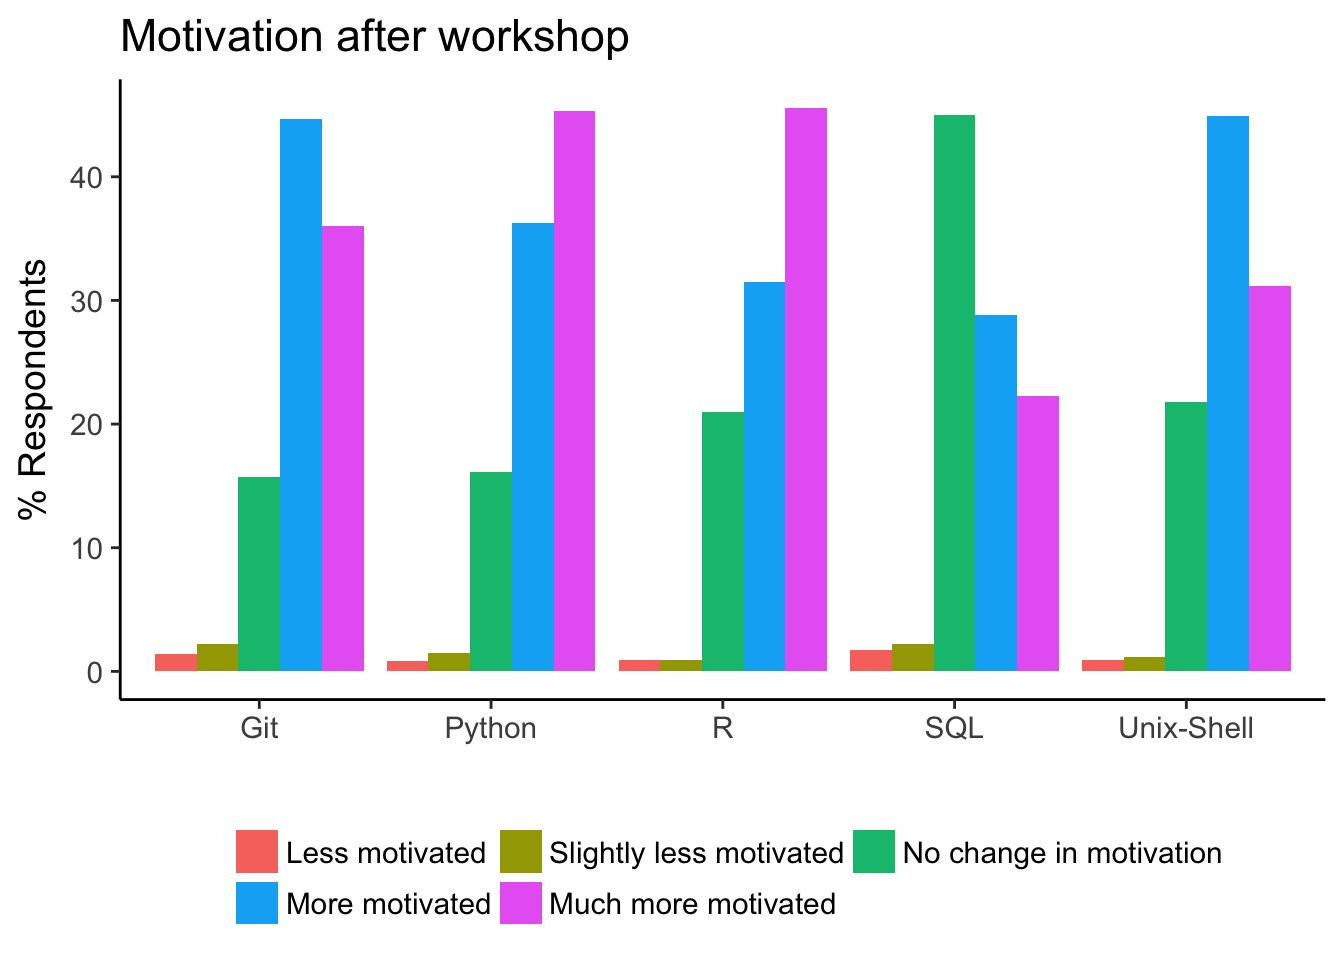 Motivation after workshop
% Respondents
40
30
20
10
0
Git Python R SQL Unix-Shell
Less motivated Slightly less motivated No change in motivation
More motivated Much more motivated